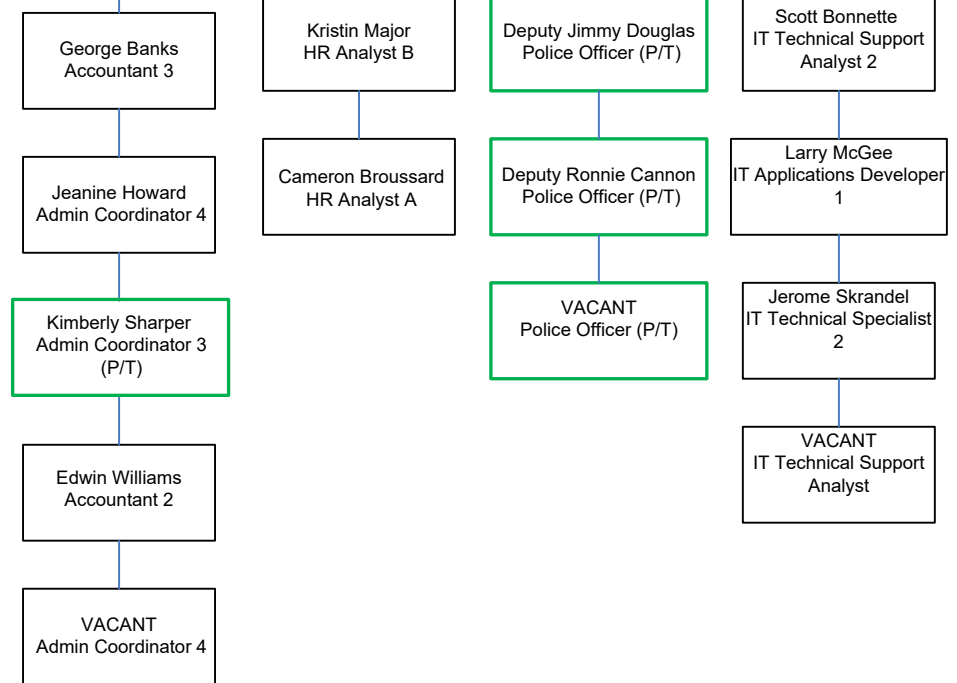 George Banks
Accountant 3
Jeanine Howard
Admin Coordinator 4
Kimberly Sharper
Admin Coordinator 3
(P/T)
Edwin Williams
Accountant 2
VACANT
Admin Coordinator 4
Kristin Major
HR Analyst B
Cameron Broussard
HR Analyst A
Deputy Jimmy Douglas
Police Officer (P/T)
Deputy Ronnie Cannon
Police Officer (P/T)
VACANT
Police Officer (P/T)
Scott Bonnette
IT Technical Support
Analyst 2
Larry McGee
IT Applications Developer
1
Jerome Skrandel
IT Technical Specialist
2
VACANT
IT Technical Support
Analyst